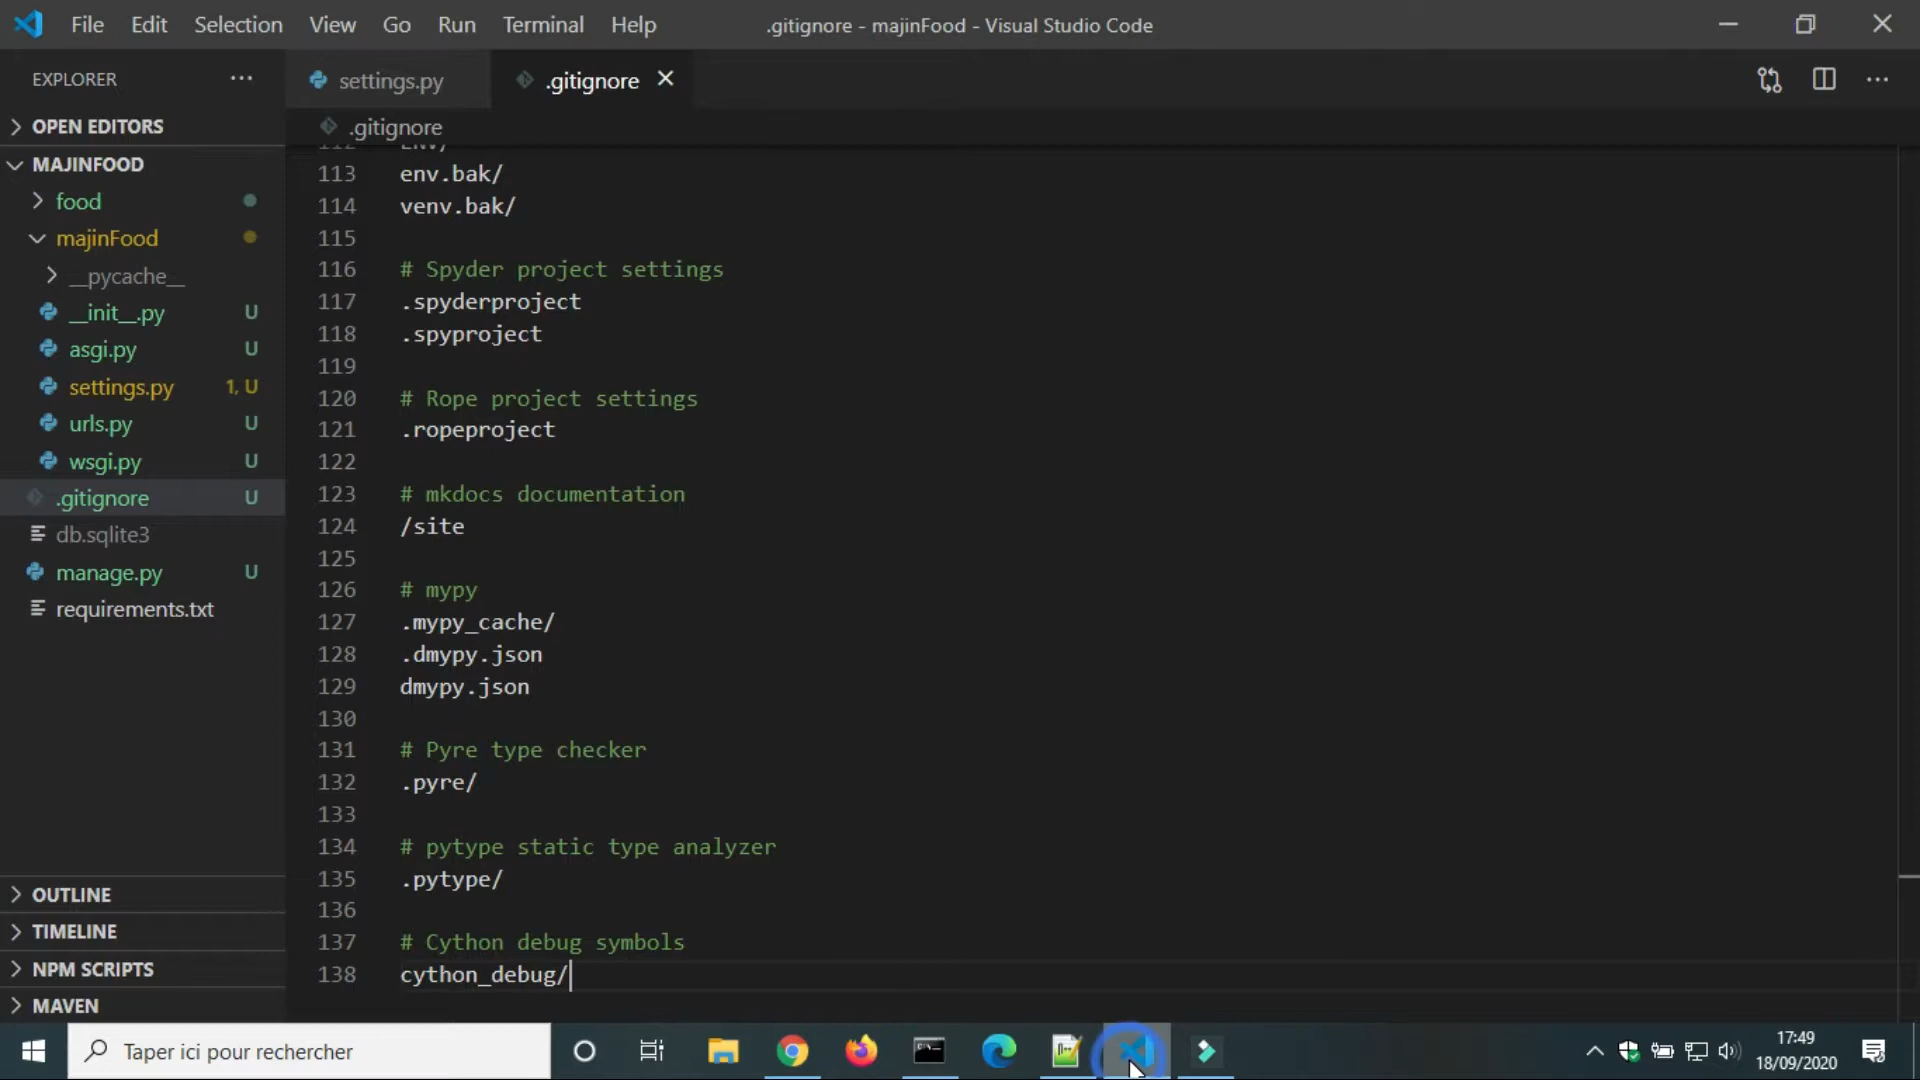 File Edit Selection View Go Run Terminal Help .gitignore - majinFood - Visual Studio Code
EXPLORER ···
OPEN EDITORS
MAJINFOOD
food
majinFood
__pycache__
__init__.py U
asgi.py U
settings.py 1, U
urls.py U
wsgi.py U
.gitignore U
db.sqlite3
manage.py U
requirements.txt
OUTLINE
TIMELINE
NPM SCRIPTS
MAVEN
settings.py .gitignore
.gitignore
112 ENV/
113 env.bak/
114 venv.bak/
115
116 # Spyder project settings
117 .spyderproject
118 .spyproject
119
120 # Rope project settings
121 .ropeproject
122
123 # mkdocs documentation
124 /site
125
126 # mypy
127 .mypy_cache/
128 .dmypy.json
129 dmypy.json
130
131 # Pyre type checker
132 .pyre/
133
134 # pytype static type analyzer
135 .pytype/
136
137 # Cython debug symbols
138 cython_debug/
Taper ici pour rechercher
17:49
18/09/2020